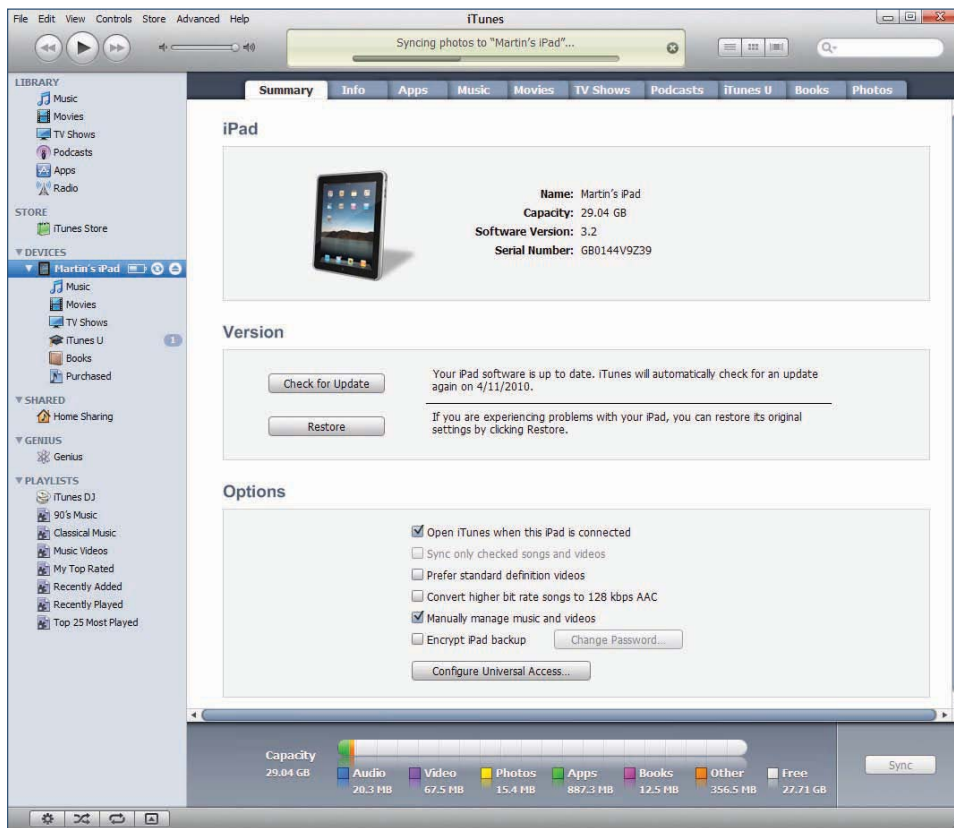 File Edit View Controls Store Advanced Help
iTunes
Syncing photos to "Martin's iPad"...
LIBRARY
Music
Movies
TV Shows
Podcasts
Apps
Radio
STORE
iTunes Store
DEVICES
Martin's iPad
Music
Movies
TV Shows
iTunes U 1
Books
Purchased
SHARED
Home Sharing
GENIUS
Genius
PLAYLISTS
iTunes DJ
90's Music
Classical Music
Music Videos
My Top Rated
Recently Added
Recently Played
Top 25 Most Played
Summary Info Apps Music Movies TV Shows Podcasts iTunes U Books Photos
iPad
Name: Martin's iPad
Capacity: 29.04 GB
Software Version: 3.2
Serial Number: GB0144V9Z39
Version
Check for Update
Your iPad software is up to date. iTunes will automatically check for an update
again on 4/11/2010.
Restore
If you are experiencing problems with your iPad, you can restore its original
settings by clicking Restore.
Options
Open iTunes when this iPad is connected
Sync only checked songs and videos
Prefer standard definition videos
Convert higher bit rate songs to 128 kbps AAC
Manually manage music and videos
Encrypt iPad backup Change Password...
Configure Universal Access...
Capacity
29.04 GB
Audio
20.3 MB
Video
67.5 MB
Photos
15.4 MB
Apps
887.3 MB
Books
12.5 MB
Other
356.5 MB
Free
27.71 GB
Sync